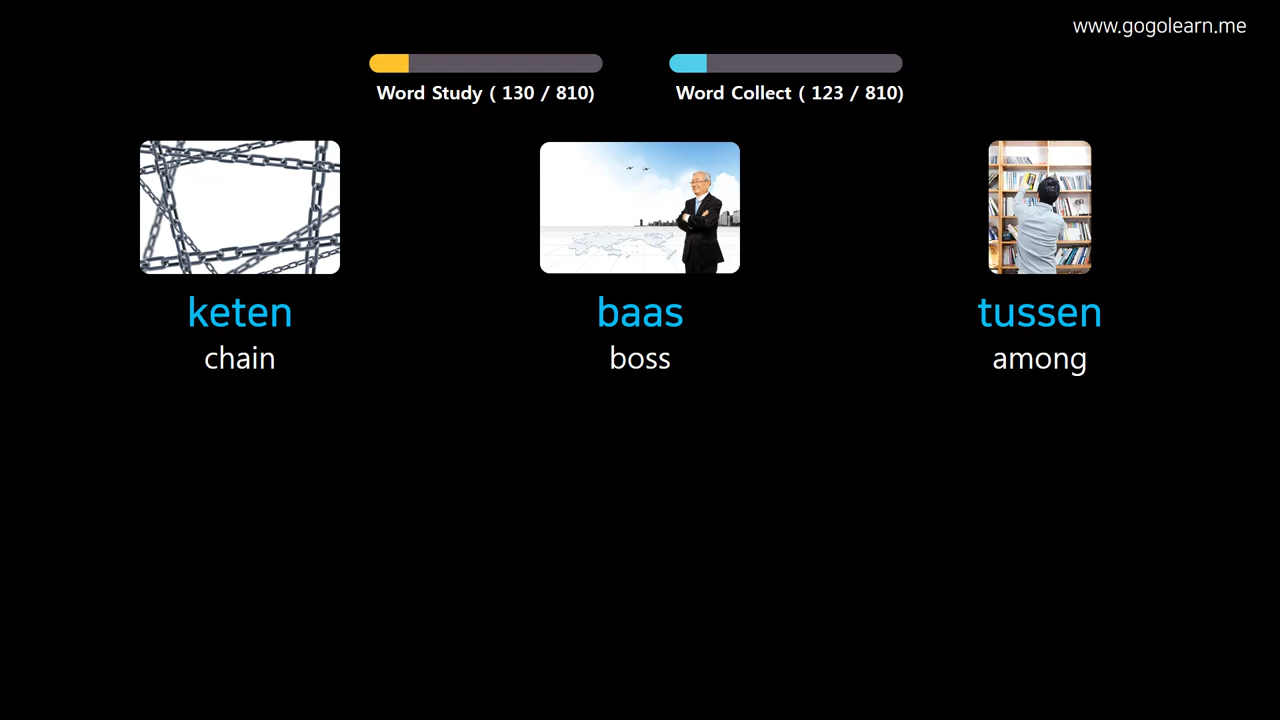 www.gogolearn.me
Word Study ( 130 / 810)
Word Collect ( 123 / 810)
keten
baas
tussen
chain
boss
among